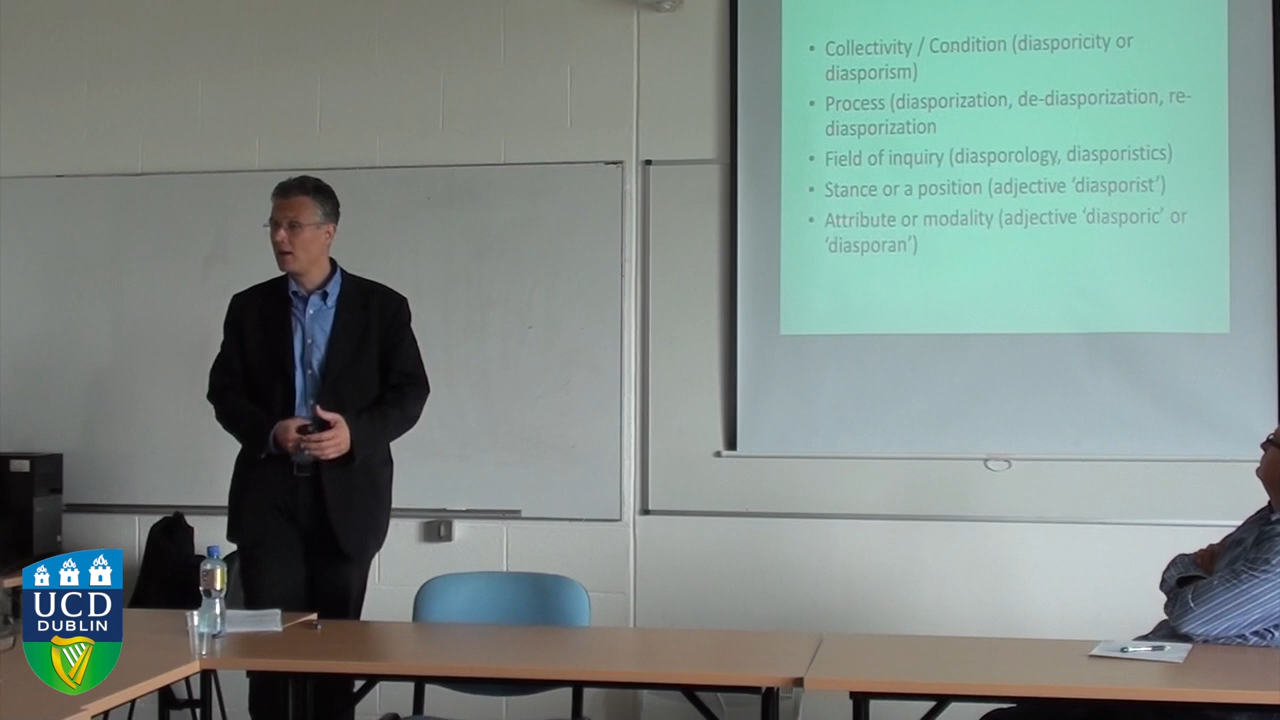 • Collectivity / Condition (diasporicity or
diasporism)
• Process (diasporization, de-diasporization, re-
diasporization
• Field of inquiry (diasporology, diasporistics)
• Stance or a position (adjective ‘diasporist’)
• Attribute or modality (adjective ‘diasporic’ or
‘diasporan’)
UCD
DUBLIN